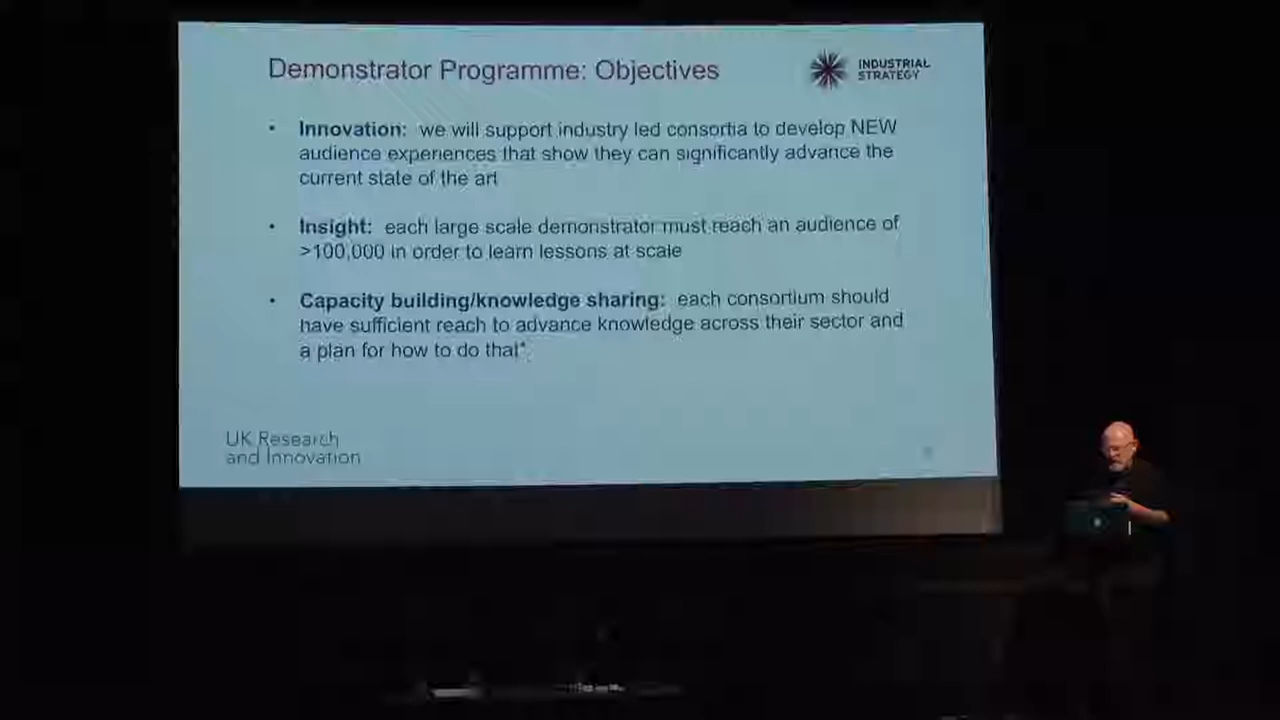 Demonstrator Programme: Objectives
INDUSTRIAL
STRATEGY
• Innovation: we will support industry led consortia to develop NEW
audience experiences that show they can significantly advance the
current state of the art
• Insight: each large scale demonstrator must reach an audience of
>100,000 in order to learn lessons at scale
• Capacity building/knowledge sharing: each consortium should
have sufficient reach to advance knowledge across their sector and
a plan for how to do that*.
UK Research
and Innovation